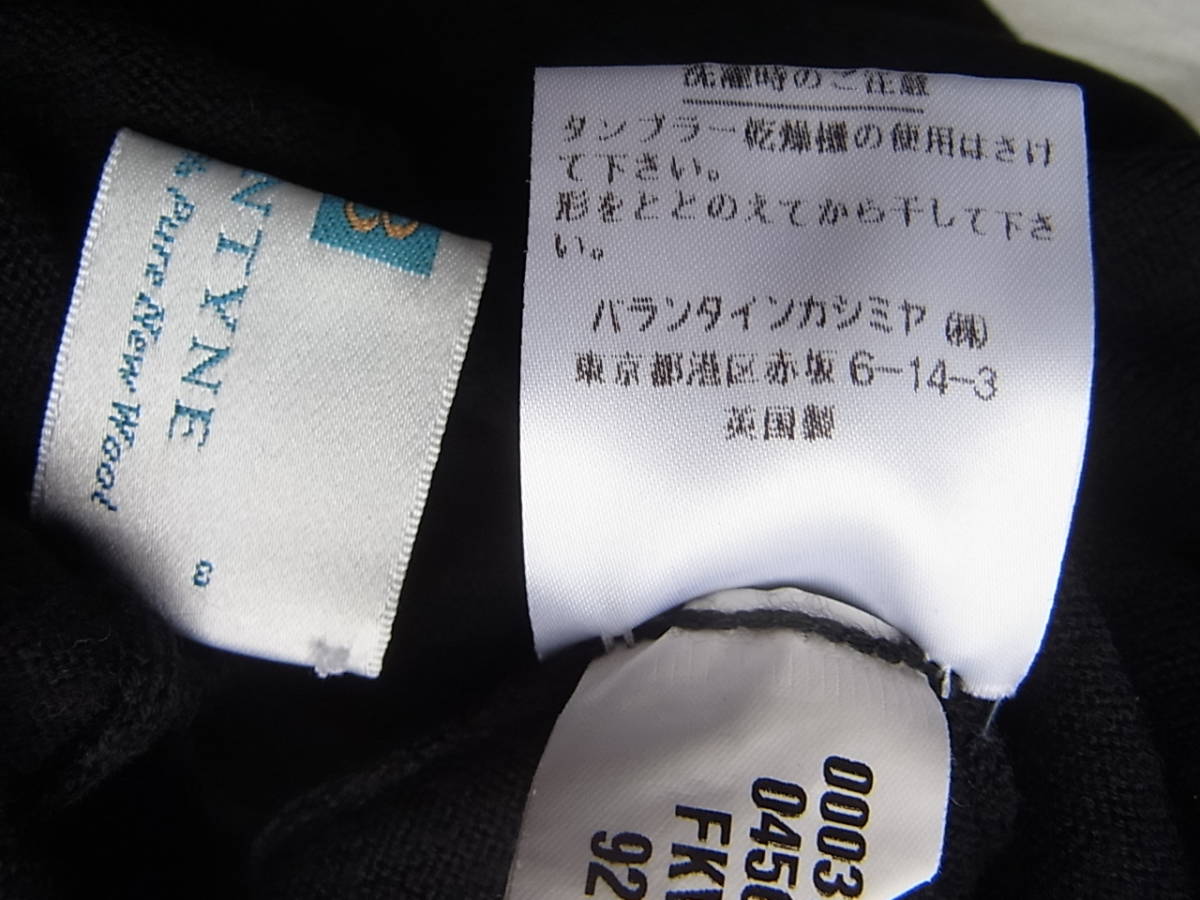 NTYNE
% Pure New Wool
8
洗濯時のご注意
タンブラー乾燥機の使用はさけ
て下さい。
形をととのえてから干して下さ
い。
バランタインカシミヤ ㈱
東京都港区赤坂 6-14-3
英国製
0003
045
FK
92